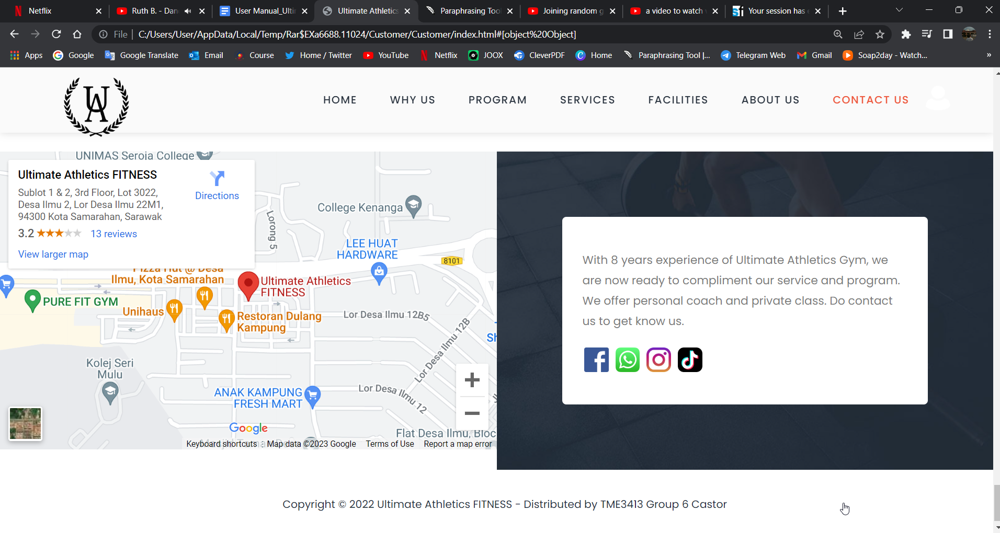 Netflix
Ruth B. - Dan
User Manual_Ulti
Ultimate Athletics
Paraphrasing Too
Joining random g
a video to watch
Your session has e
File
C:/Users/User/AppData/Local/Temp/Rar$EXa6688.11024/Customer/Customer/index.html#[object%20Object]
Apps
Google
Google Translate
Email
Course
Home / Twitter
YouTube
Netflix
JOOX
CleverPDF
Home
Paraphrasing Tool |...
Telegram Web
Gmail
Soap2day - Watch...
»
UA
HOME
WHY US
PROGRAM
SERVICES
FACILITIES
ABOUT US
CONTACT US
UNIMAS Seroja College
Ultimate Athletics FITNESS
Sublot 1 & 2, 3rd Floor, Lot 3022,
Desa Ilmu 2, Lor Desa Ilmu 22M1,
94300 Kota Samarahan, Sarawak
3.2
13 reviews
View larger map
Directions
College Kenanga
Lorong 5
LEE HUAT
HARDWARE
8101
Pizza Hut @ Desa
Ilmu, Kota Samarahan
Ultimate Athletics
FITNESS
PURE FIT GYM
Unihaus
Restoran Dulang
Kampung
Lor Desa Ilmu 12B5
Lor Desa Ilmu 12B
Sh
Kolej Seri
Mulu
ANAK KAMPUNG
FRESH MART
Lor Desa Ilmu 12
Google
Flat Desa Ilmu, Bloc
Keyboard shortcuts
Map data ©2023 Google
Terms of Use
Report a map error
With 8 years experience of Ultimate Athletics Gym, we
are now ready to compliment our service and program.
We offer personal coach and private class. Do contact
us to get know us.
Copyright © 2022 Ultimate Athletics FITNESS - Distributed by TME3413 Group 6 Castor